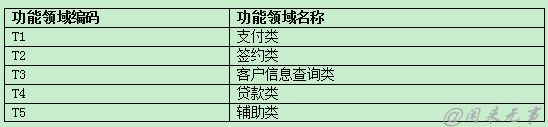 功能领域编码 功能领域名称
T1 支付类
T2 签约类
T3 客户信息查询类
T4 贷款类
T5 辅助类
@闲来无事